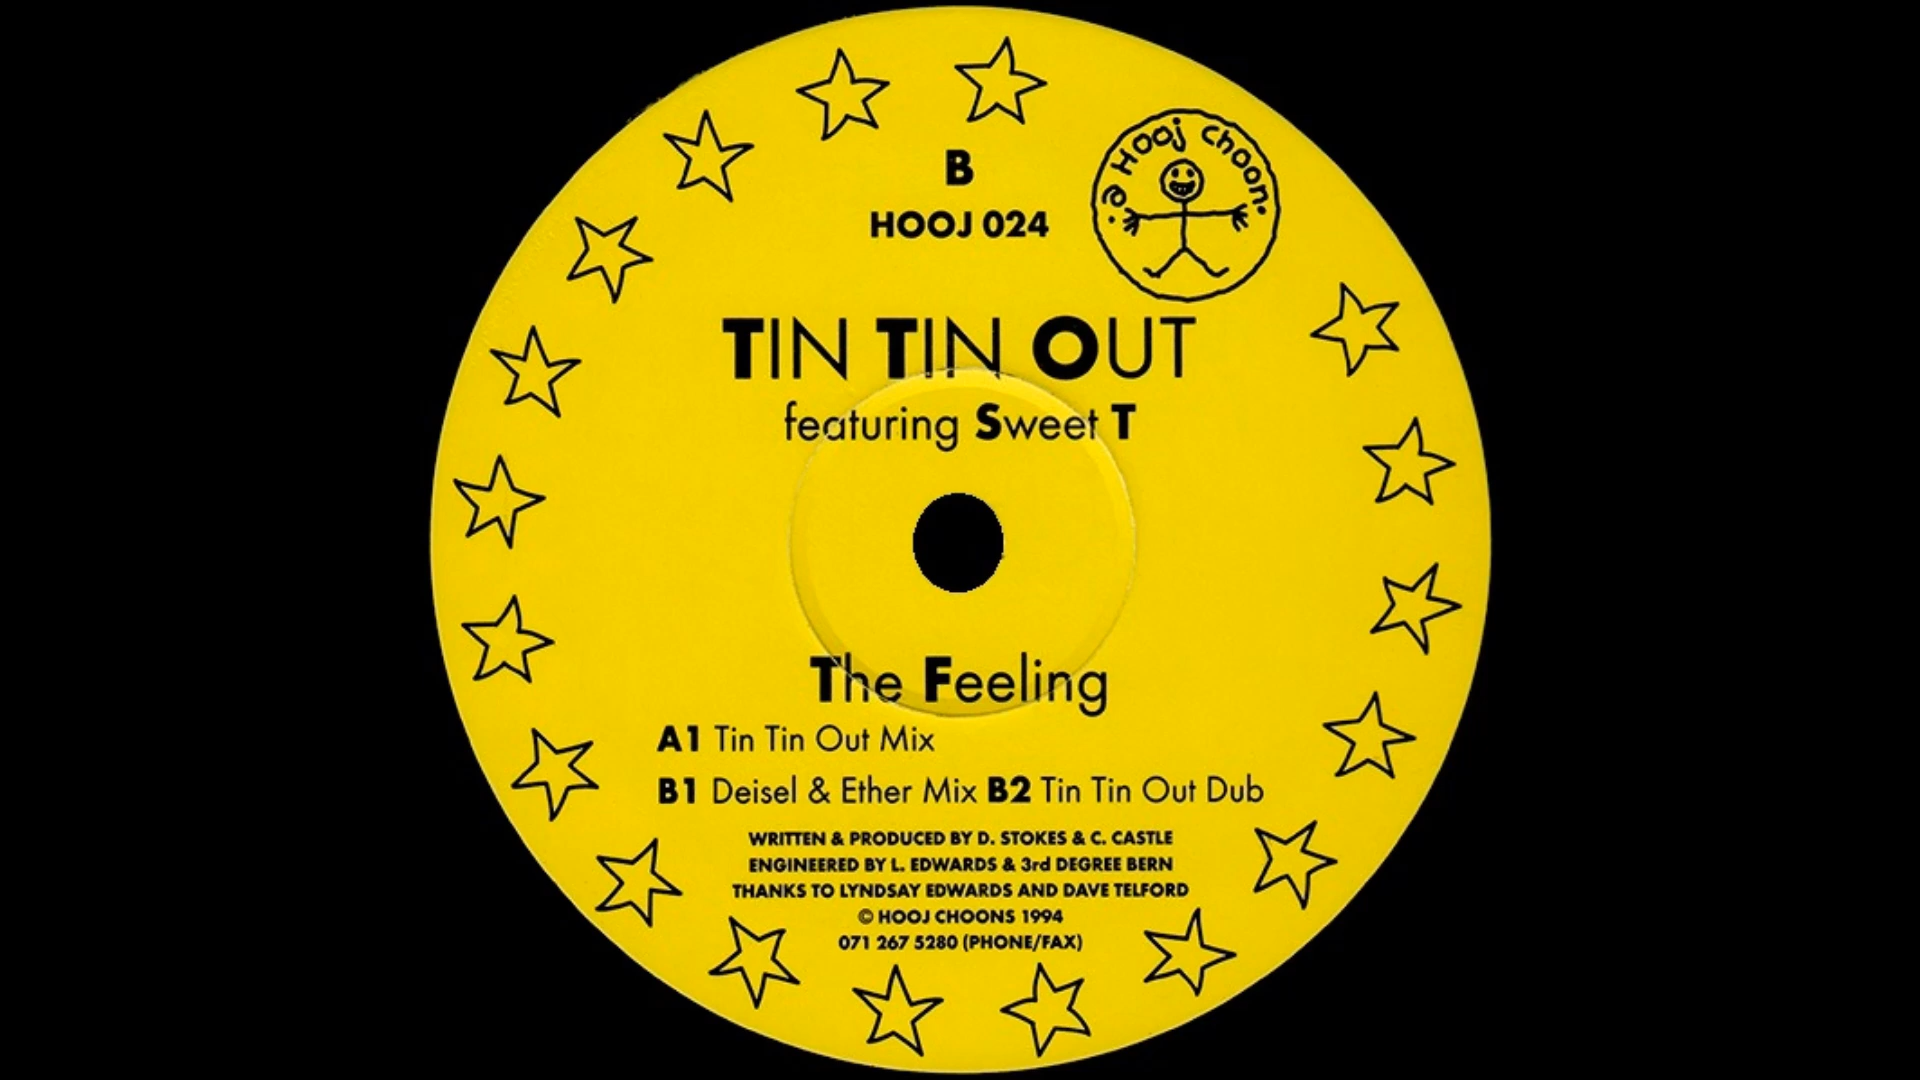 B
HOOJ 024
@ Hooj Choon
TIN TIN OUT
featuring Sweet T
The Feeling
A1 Tin Tin Out Mix
B1 Deisel & Ether Mix B2 Tin Tin Out Dub
WRITTEN & PRODUCED BY D. STOKES & C. CASTLE
ENGINEERED BY L. EDWARDS & 3rd DEGREE BERN
THANKS TO LYNDSAY EDWARDS AND DAVE TELFORD
© HOOJ CHOONS 1994
071 267 5280 (PHONE/FAX)